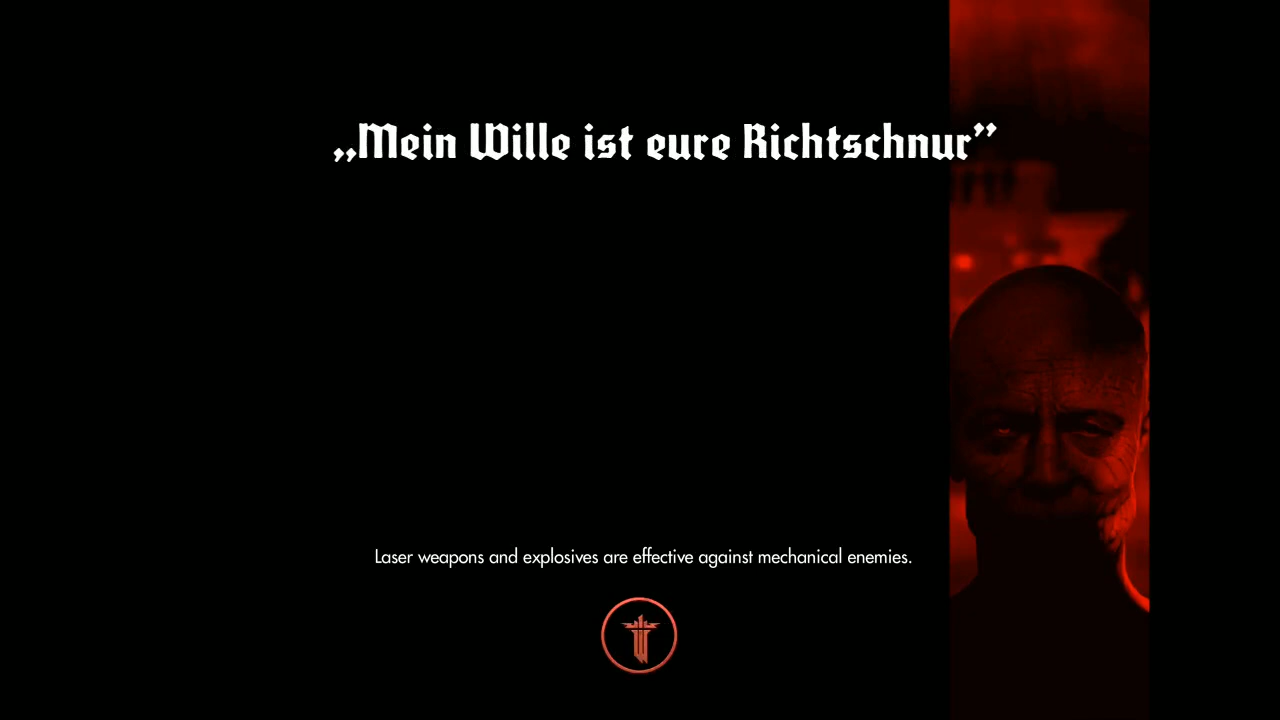 „Mein Wille ist eure Richtschnur”
Laser weapons and explosives are effective against mechanical enemies.